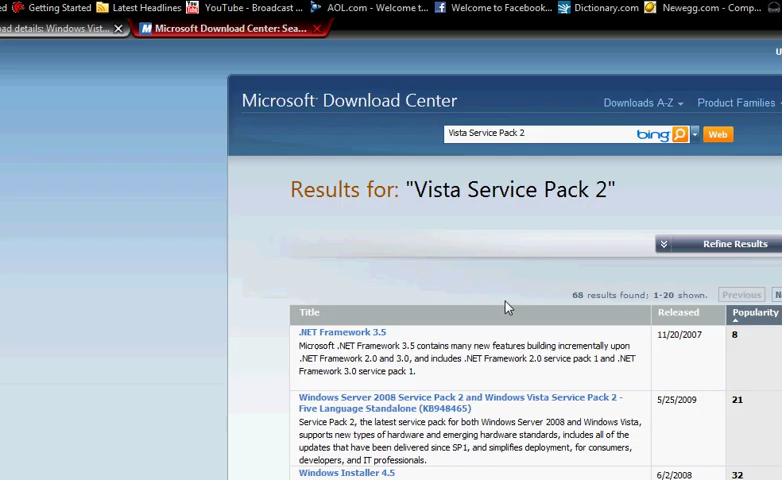 Getting Started Latest Headlines YouTube - Broadcast ... AOL.com - Welcome t... Welcome to Facebook... Dictionary.com Newegg.com - Comp...
ad details: Windows Vist... Microsoft Download Center: Sea...
Microsoft Download Center
Downloads A-Z Product Families
Vista Service Pack 2 bing Web
Results for: "Vista Service Pack 2"
Refine Results
68 results found; 1-20 shown. Previous
Title Released Popularity
.NET Framework 3.5 11/20/2007 8
Microsoft .NET Framework 3.5 contains many new features building incrementally upon
.NET Framework 2.0 and 3.0, and includes .NET Framework 2.0 service pack 1 and .NET
Framework 3.0 service pack 1.
Windows Server 2008 Service Pack 2 and Windows Vista Service Pack 2 - 5/25/2009 21
Five Language Standalone (KB948465)
Service Pack 2, the latest service pack for both Windows Server 2008 and Windows Vista,
supports new types of hardware and emerging hardware standards, includes all of the
updates that have been delivered since SP1, and simplifies deployment, for consumers,
developers, and IT professionals.
Windows Installer 4.5 6/2/2008 32